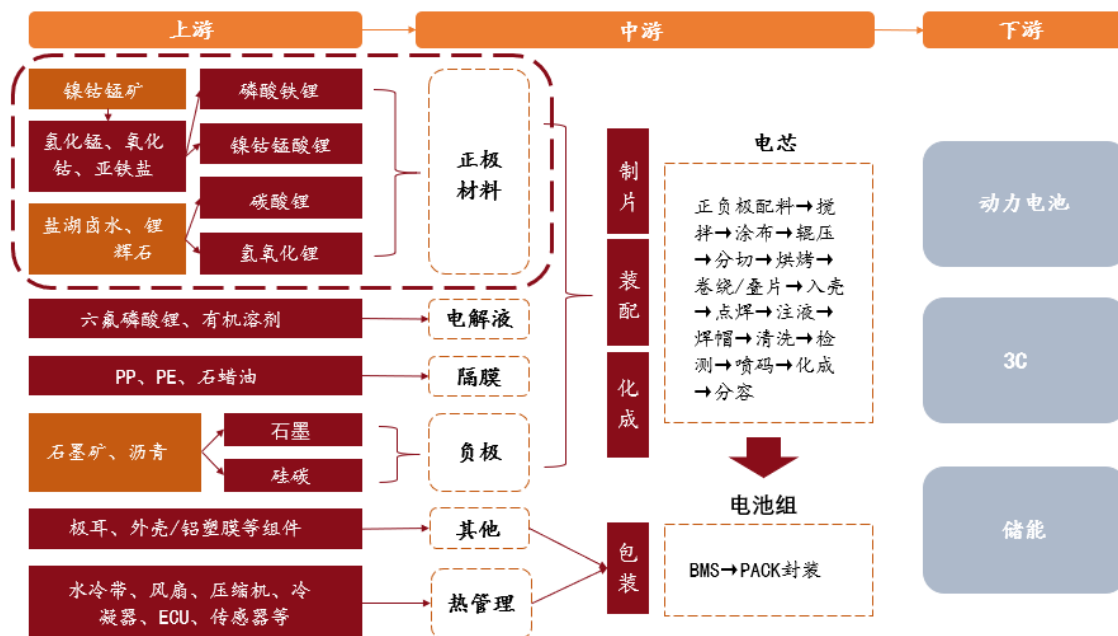 上游
中游
下游
镍钴锰矿
氢化锰、氧化
钴、亚铁盐
盐湖卤水、锂
辉石
磷酸铁锂
镍钴锰酸锂
碳酸锂
氢氧化锂
正极
材料
六氟磷酸锂、有机溶剂
电解液
PP、PE、石蜡油
隔膜
石墨矿、沥青
石墨
硅碳
负极
极耳、外壳/铝塑膜等组件
其他
水冷带、风扇、压缩机、冷
凝器、ECU、传感器等
热管理
制片
装配
化成
包装
电芯
正负极配料→搅
拌→涂布→辊压
→分切→烘烤→
卷绕/叠片→入壳
→点焊→注液→
焊帽→清洗→检
测→喷码→化成
→分容
电池组
BMS→PACK封装
动力电池
3C
储能